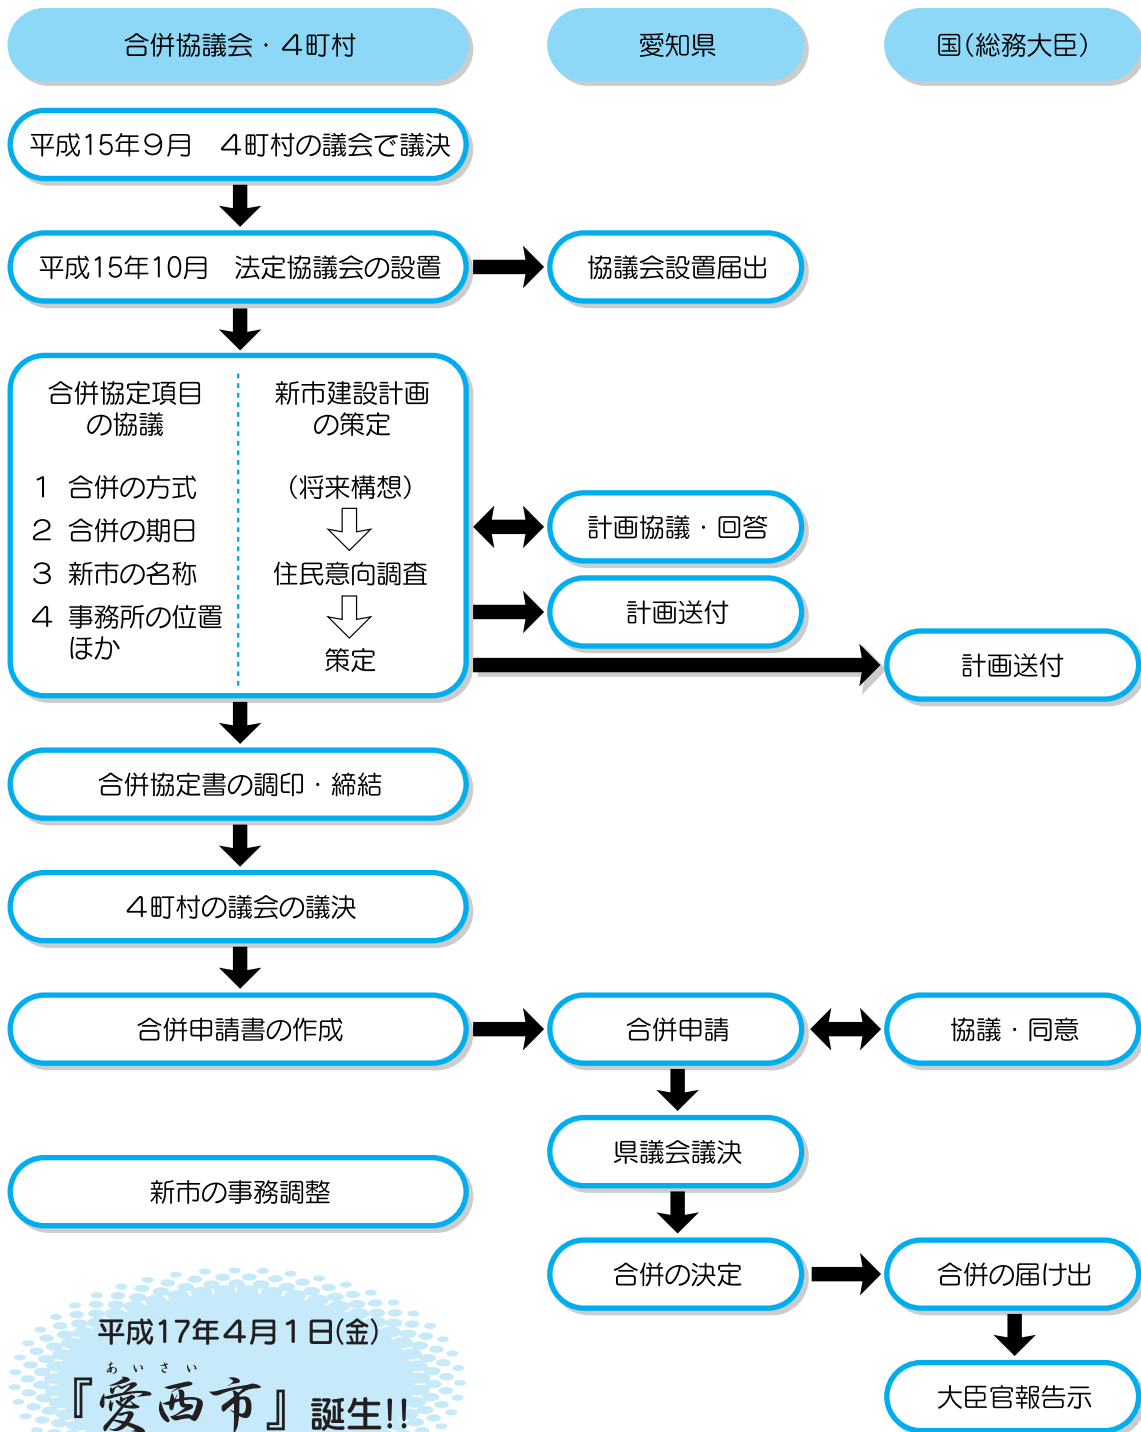 合併協議会・４町村
愛知県
国(総務大臣)
平成15年９月　４町村の議会で議決
平成15年10月　法定協議会の設置
協議会設置届出
合併協定項目
の協議
1 合併の方式
2 合併の期日
3 新市の名称
4 事務所の位置
ほか
新市建設計画
の策定
(将来構想)
住民意向調査
策定
計画協議・回答
計画送付
計画送付
合併協定書の調印・締結
４町村の議会の議決
合併申請書の作成
合併申請
協議・同意
県議会議決
新市の事務調整
合併の決定
合併の届け出
大臣官報告示
平成17年４月１日(金)
あいさい
『愛西市』誕生!!